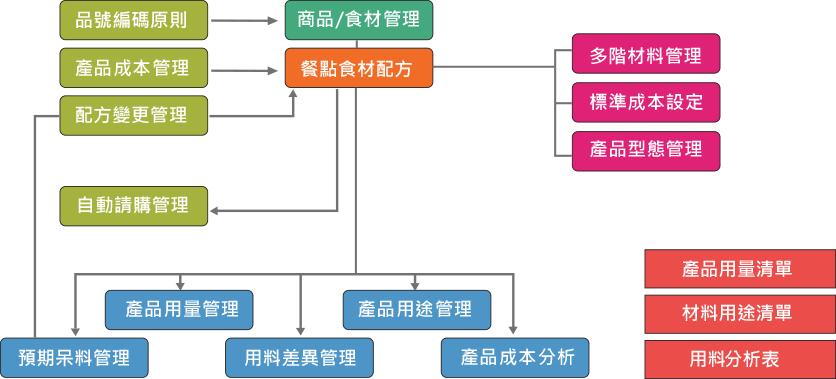 品號編碼原則
商品/食材管理
產品成本管理
餐點食材配方
多階材料管理
配方變更管理
標準成本設定
產品型態管理
自動請購管理
產品用量清單
產品用量管理
產品用途管理
材料用途清單
預期呆料管理
用料差異管理
產品成本分析
用料分析表